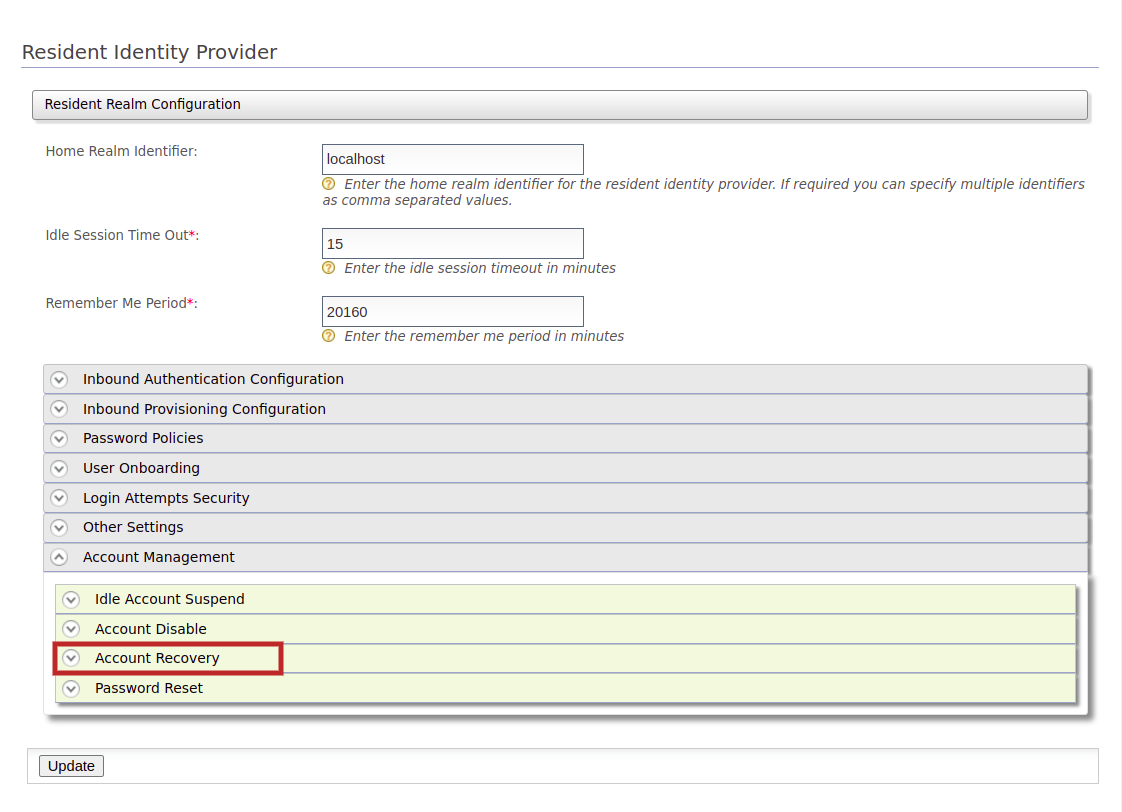 Resident Identity Provider
Resident Realm Configuration
Home Realm Identifier:
localhost
Enter the home realm identifier for the resident identity provider. If required you can specify multiple identifiers
as comma separated values.
Idle Session Time Out*:
15
Enter the idle session timeout in minutes
Remember Me Period*:
20160
Enter the remember me period in minutes
Inbound Authentication Configuration
Inbound Provisioning Configuration
Password Policies
User Onboarding
Login Attempts Security
Other Settings
Account Management
Idle Account Suspend
Account Disable
Account Recovery
Password Reset
Update